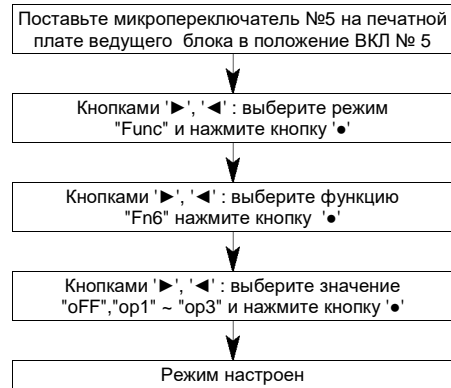 Поставьте микропереключатель №5 на печатной
плате ведущего блока в положение ВКЛ № 5
Кнопками '►', '◄' : выберите режим
"Func" и нажмите кнопку '●'
Кнопками '►', '◄' : выберите функцию
"Fn6" нажмите кнопку '●'
Кнопками '►', '◄' : выберите значение
"oFF","op1" ~ "op3" и нажмите кнопку '●'
Режим настроен